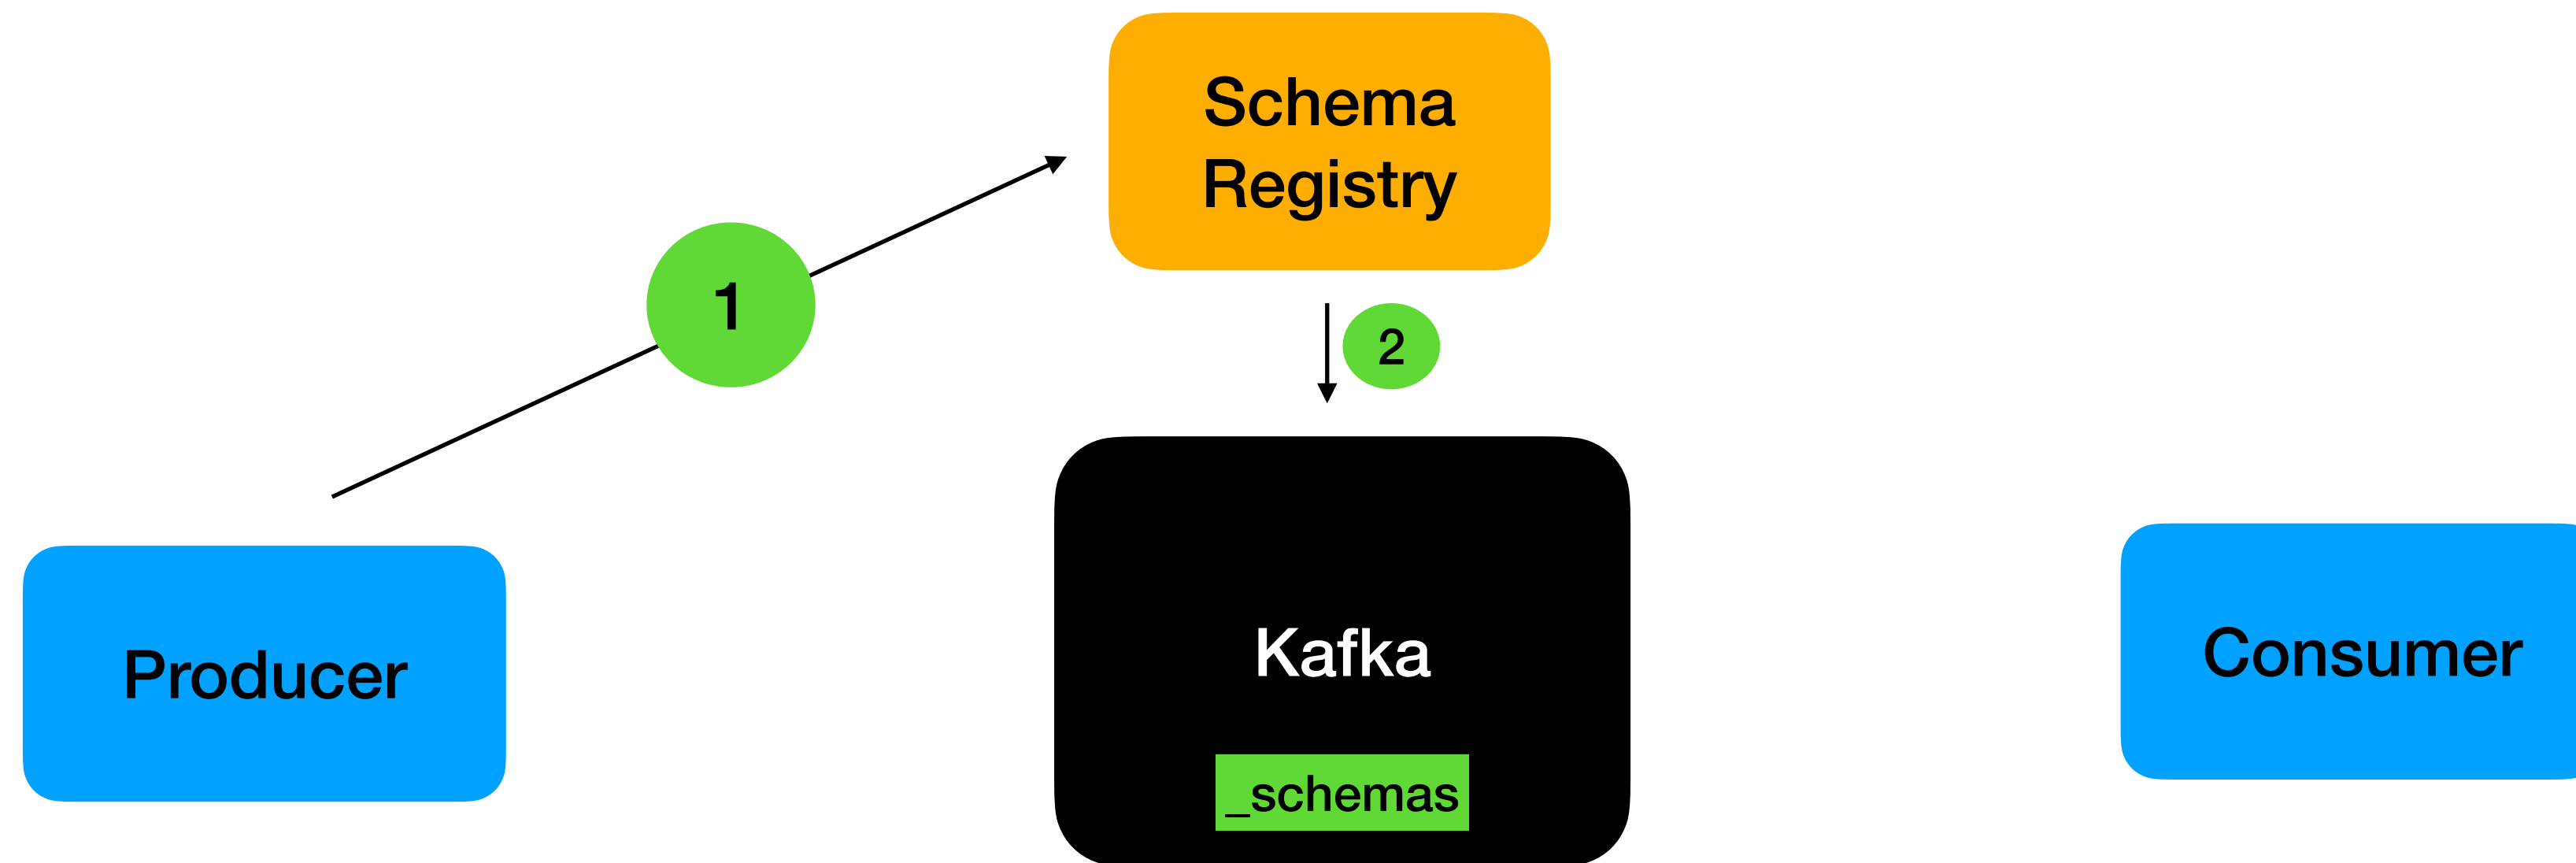 Schema
Registry
1
2
Producer
Kafka
Consumer
_schemas